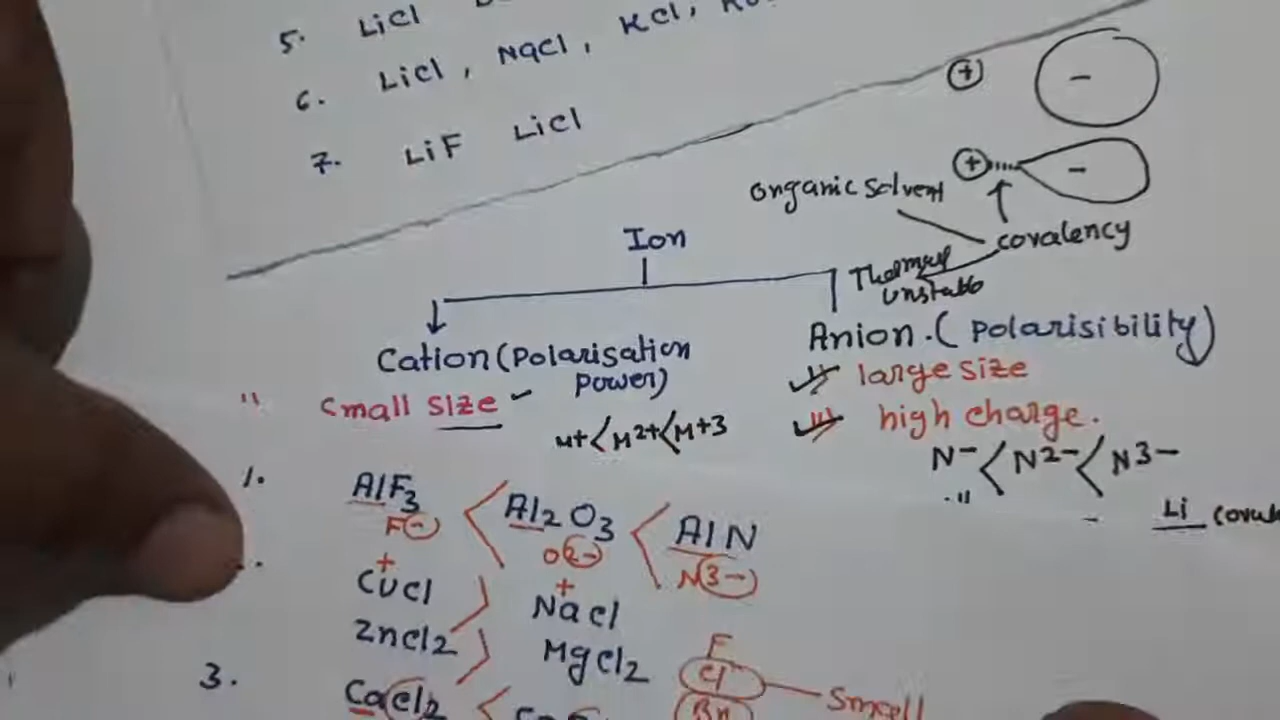 5. LiCl
6. LiCl, NaCl, KCl,
7. LiF LiCl
+ -
+ -
organic solvent
covalency
Thermal
unstable
Ion
Cation (Polarisation
power)
Anion. (Polarisibility)
" small size
large size
M+ < M2+ < M+3
high charge.
N- < N2- < N3-
Li
1. AlF3 < Al2O3 < AlN
F- O2- N3-
+ +
CuCl > NaCl
ZnCl2 > MgCl2
3. CaCl2 <
F
Cl
Br
Small